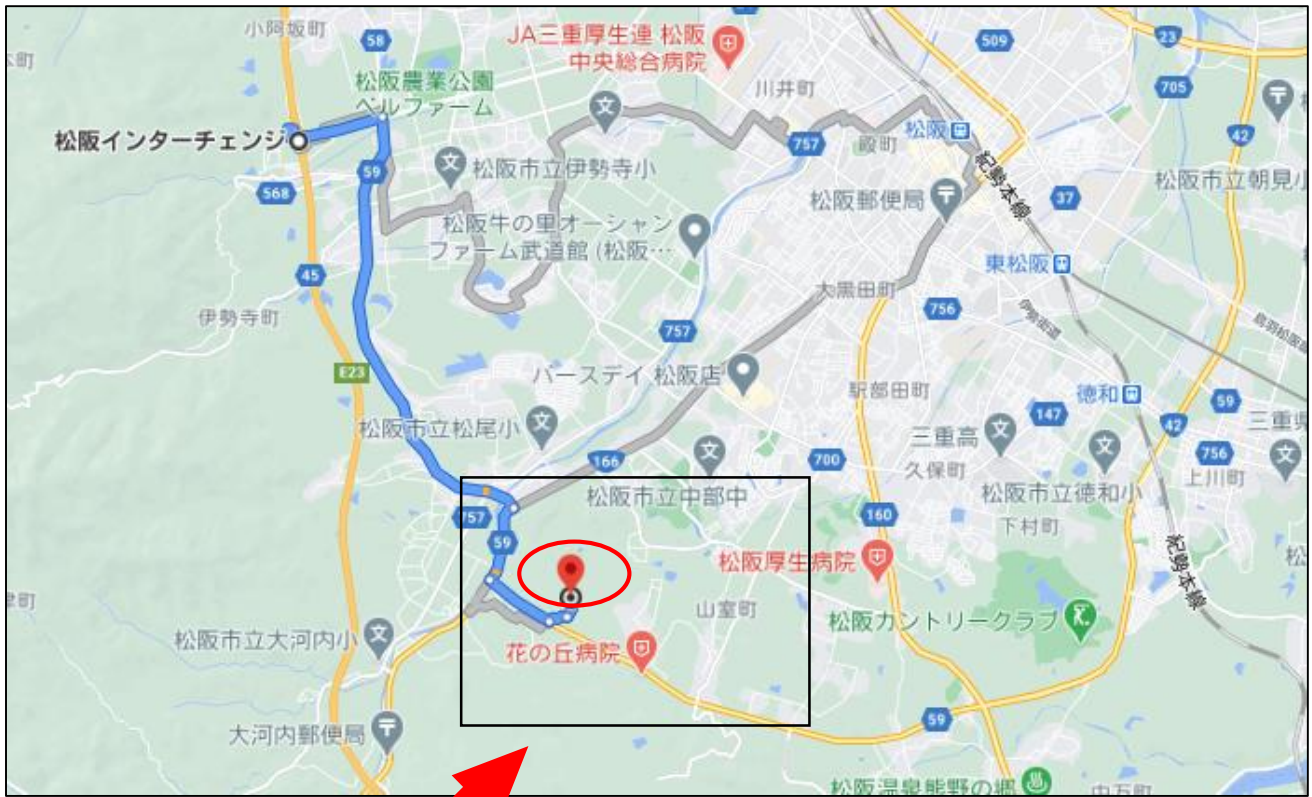 小阿坂町
58
JA三重厚生連 松阪
中央総合病院
509
23
松阪農業公園
ベルファーム
川井町
705
松阪インターチェンジ
757
殿町
松阪
42
59
松阪市立伊勢寺小
紀勢本線
568
松阪郵便局
37
松阪市立朝見小
松阪牛の里オーシャン
ファーム武道館 (松阪…
45
東松阪
大黒田町
756
伊勢街道
伊勢寺町
757
E23
バースデイ 松阪店
駅部田町
徳和
59
147
松阪市立松尾小
42
三重高
166
700
久保町
756
上川町
松阪市立中部中
松阪市立徳和小
757
160
下村町
59
松阪厚生病院
紀勢本線
山室町
松阪カントリークラブ
松阪市立大河内小
花の丘病院
59
大河内郵便局
松阪温泉熊野の郷